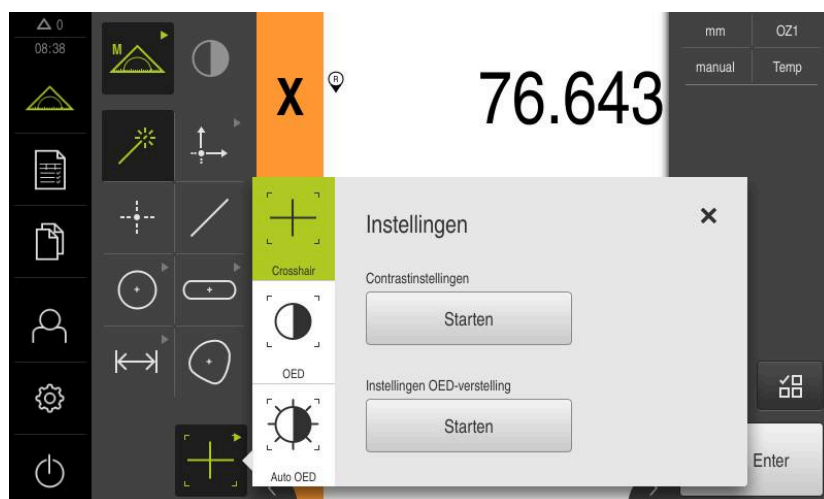 0
08:38
M
X
R
76.643
mm
OZ1
manual
Temp
Crosshair
OED
Auto OED
Instellingen
Contrastinstellingen
Starten
Instellingen OED-verstelling
Starten
Enter